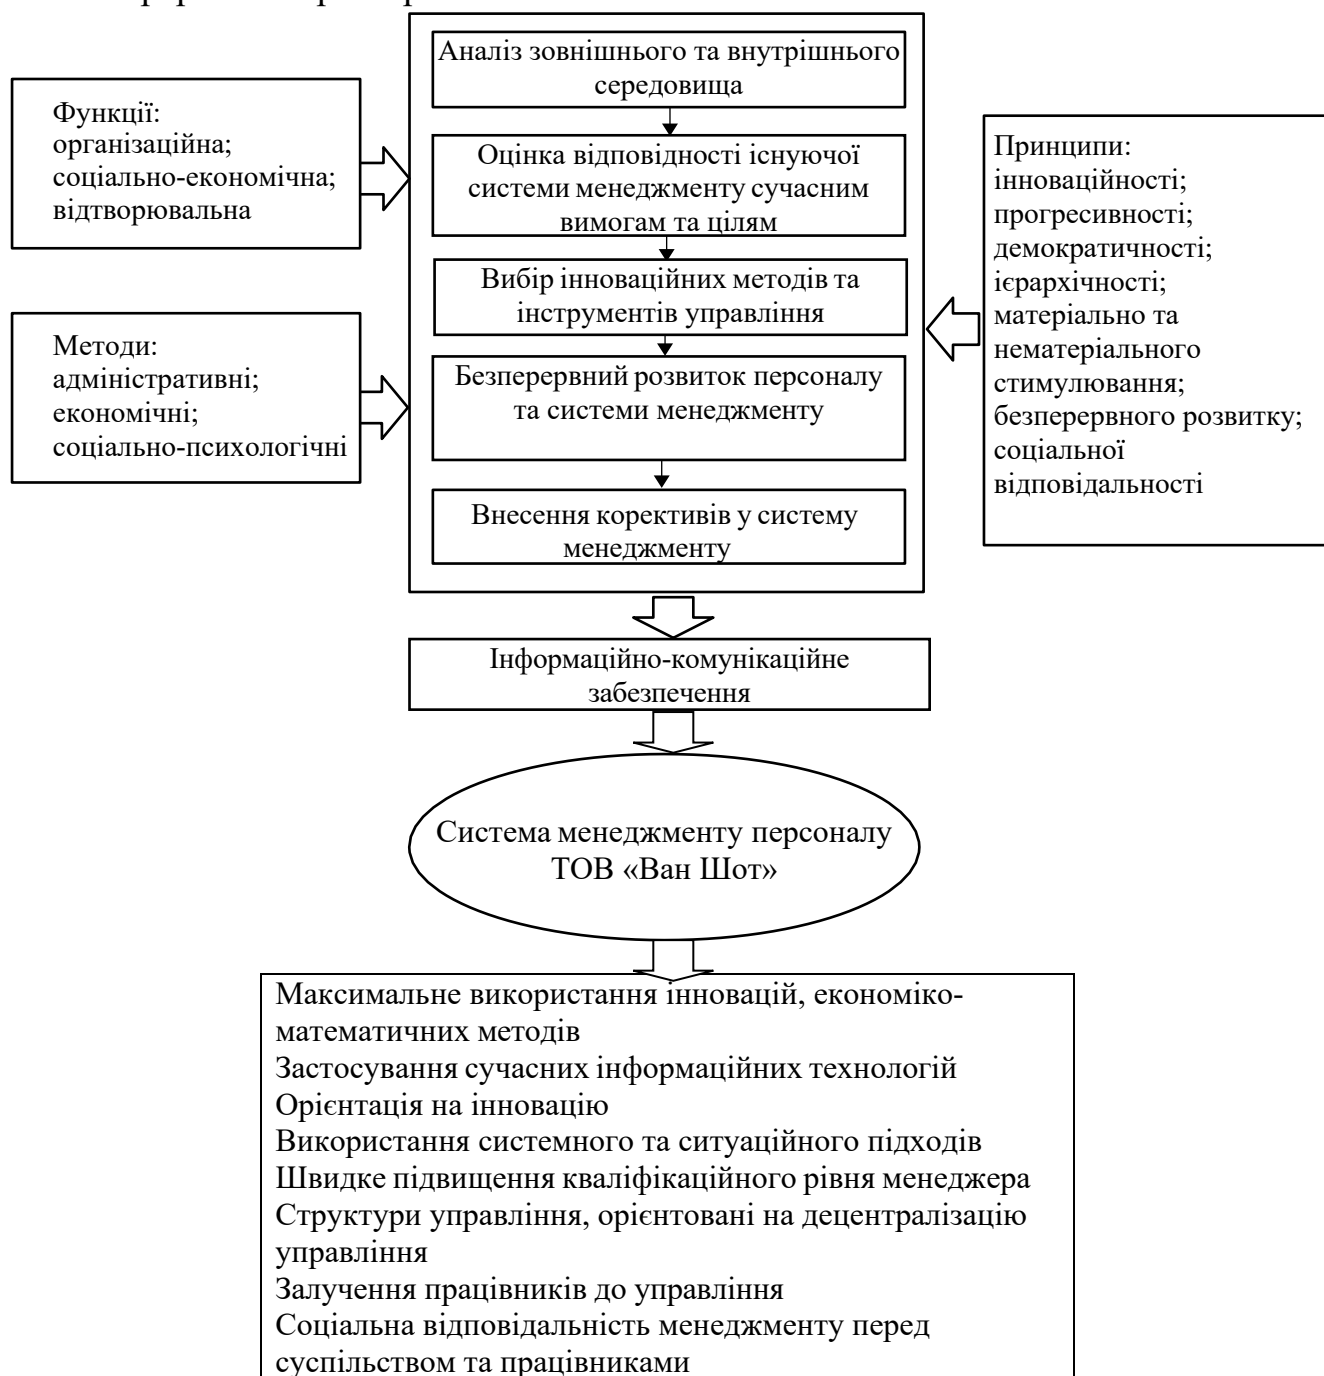 Аналіз зовнішнього та внутрішнього
середовища
Функції:
організаційна;
соціально-економічна;
відтворювальна
Оцінка відповідності існуючої
системи менеджменту сучасним
вимогам та цілям
Принципи:
інноваційності;
прогресивності;
демократичності;
ієрархічності;
матеріально та
нематеріального
стимулювання;
безперервного розвитку;
соціальної
відповідальності
Вибір інноваційних методів та
інструментів управління
Методи:
адміністративні;
економічні;
соціально-психологічні
Безперервний розвиток персоналу
та системи менеджменту
Внесення корективів у систему
менеджменту
Інформаційно-комунікаційне
забезпечення
Система менеджменту персоналу
ТОВ «Ван Шот»
Максимальне використання інновацій, економіко-
математичних методів
Застосування сучасних інформаційних технологій
Орієнтація на інновацію
Використання системного та ситуаційного підходів
Швидке підвищення кваліфікаційного рівня менеджера
Структури управління, орієнтовані на децентралізацію
управління
Залучення працівників до управління
Соціальна відповідальність менеджменту перед
суспільством та працівниками